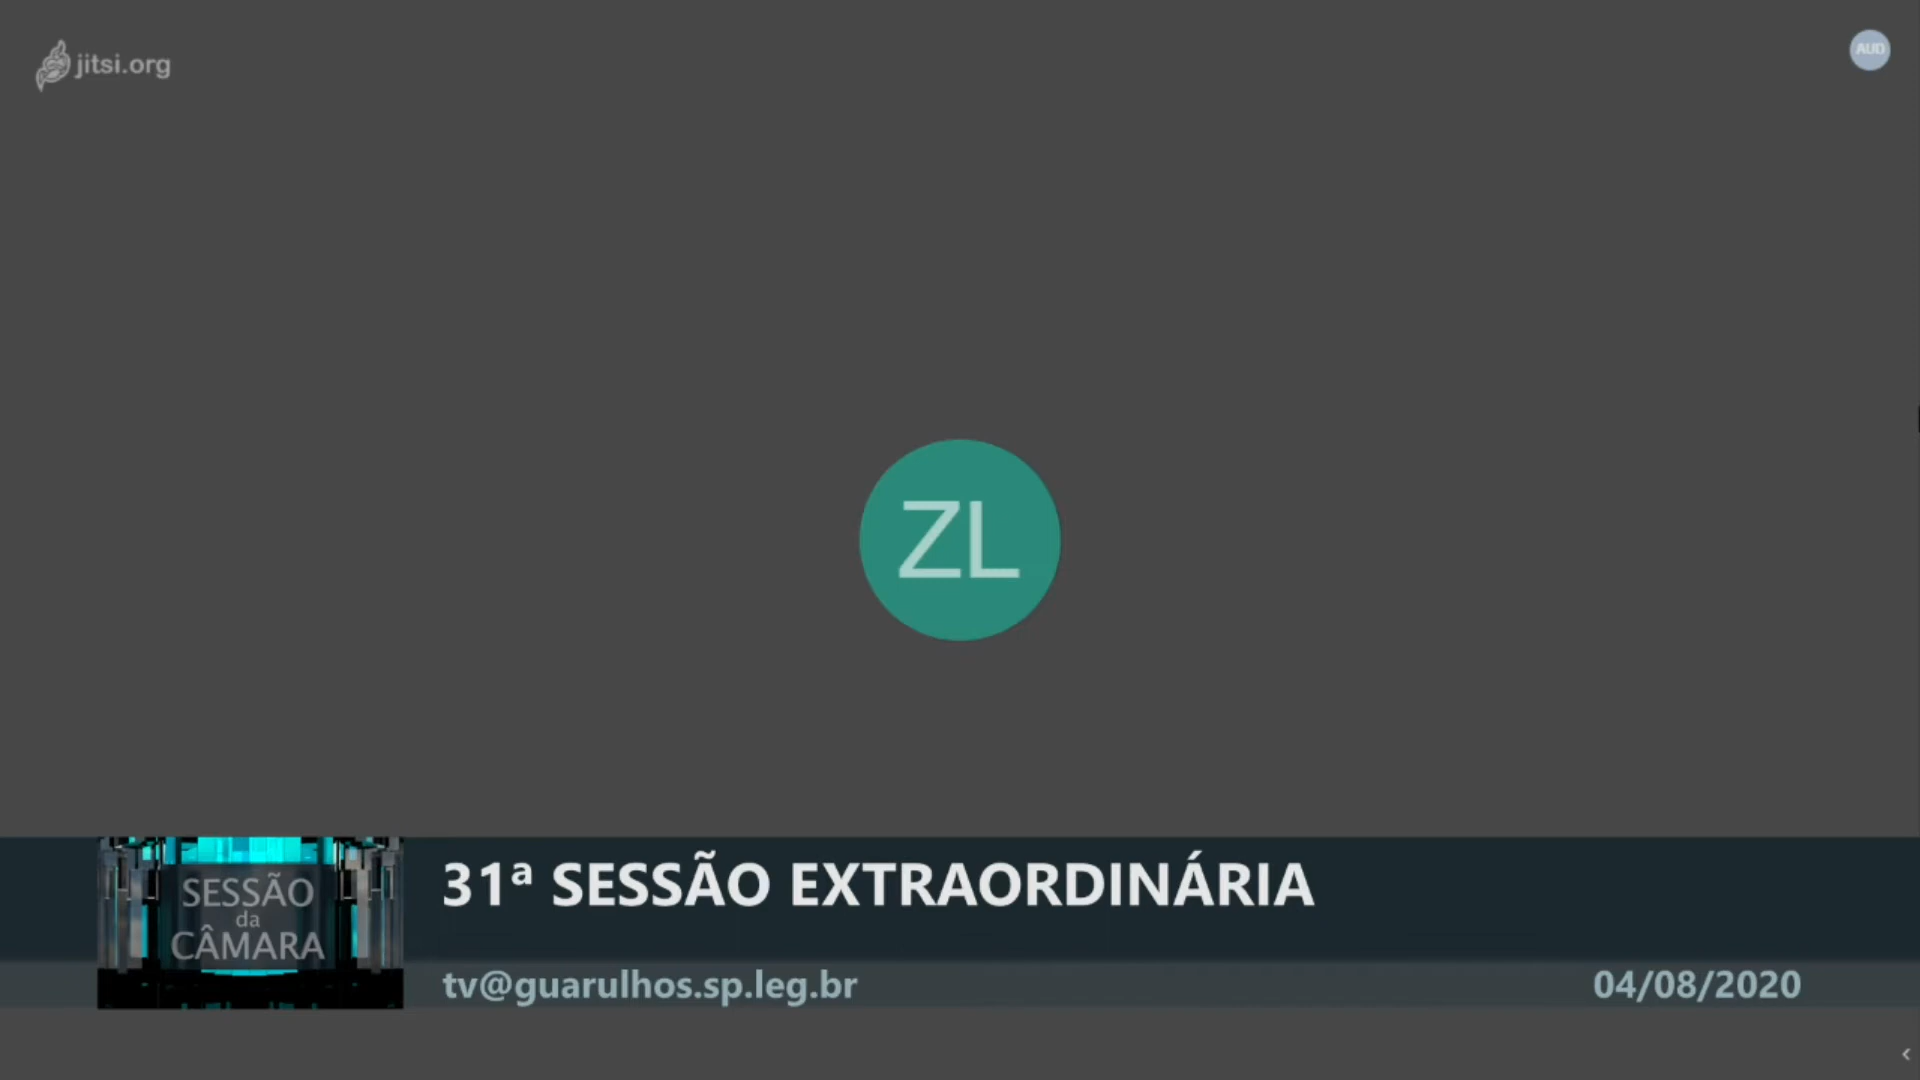 jitsi.org
AUD
ZL
SESSÃO
da
CÂMARA
31ª SESSÃO EXTRAORDINÁRIA
tv@guarulhos.sp.leg.br
04/08/2020